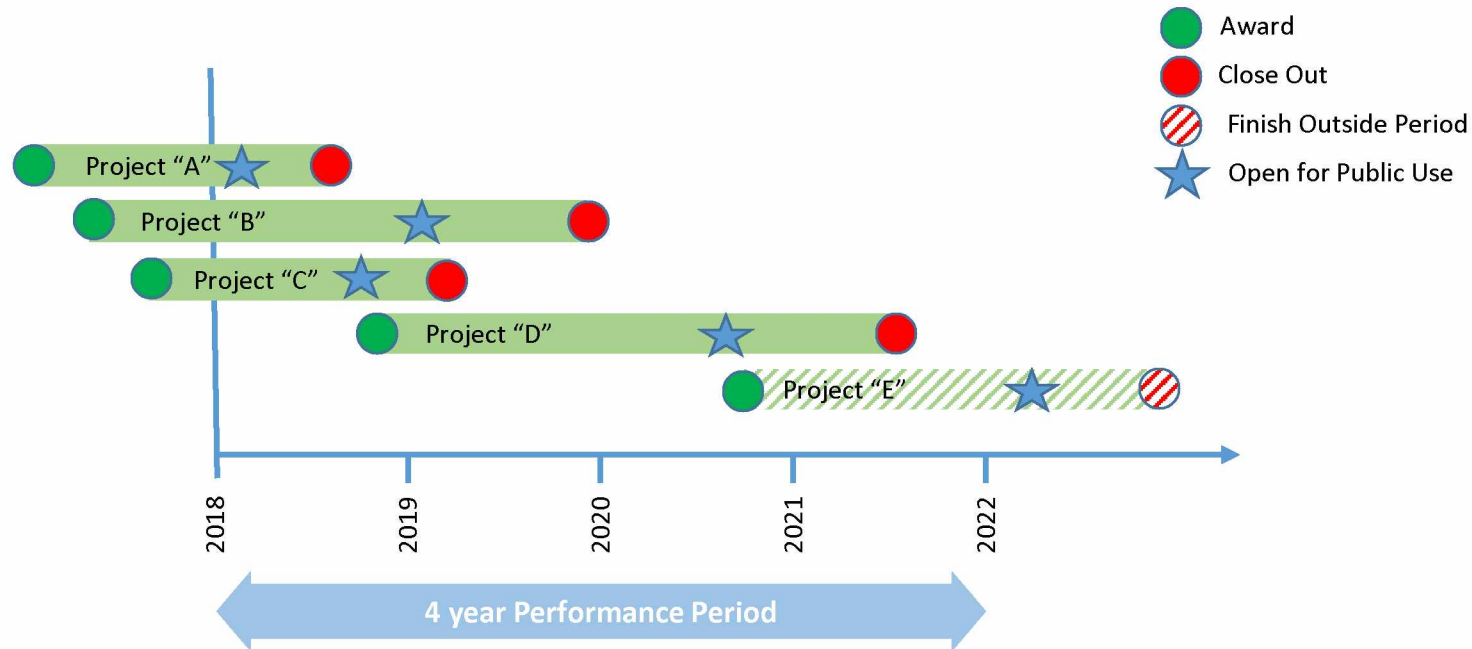 Award
Close Out
Finish Outside Period
Open for Public Use
Project “A”
Project “B”
Project “C”
Project “D”
Project “E”
2018
2019
2020
2021
2022
4 year Performance Period